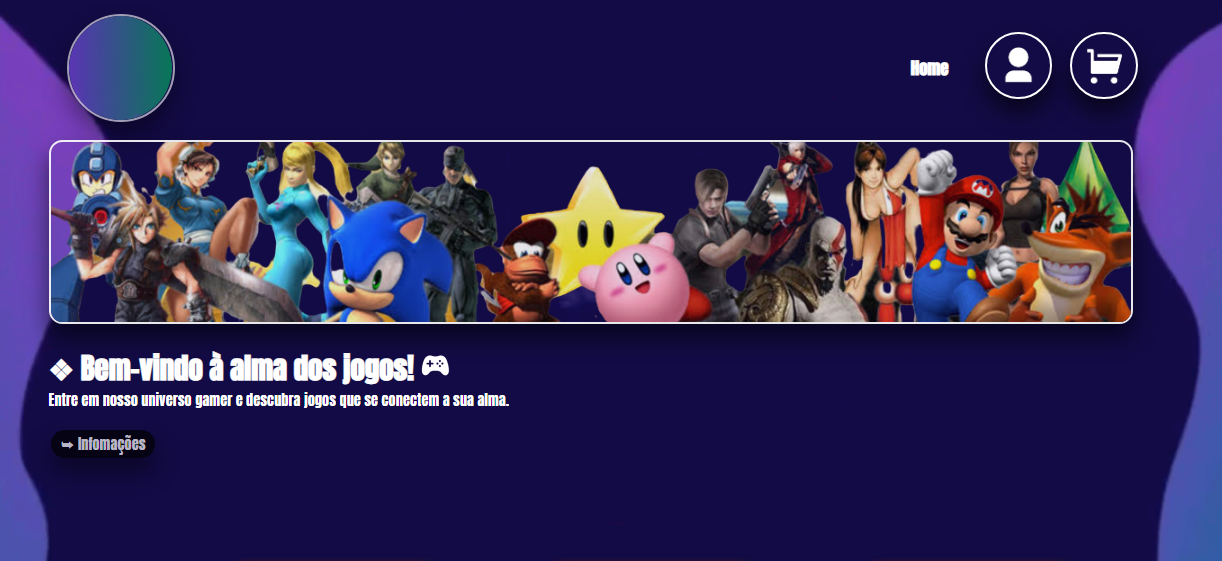 Home
❖ Bem-vindo à alma dos jogos! 🎮
Entre em nosso universo gamer e descubra jogos que se conectem a sua alma.
➥ Infomações